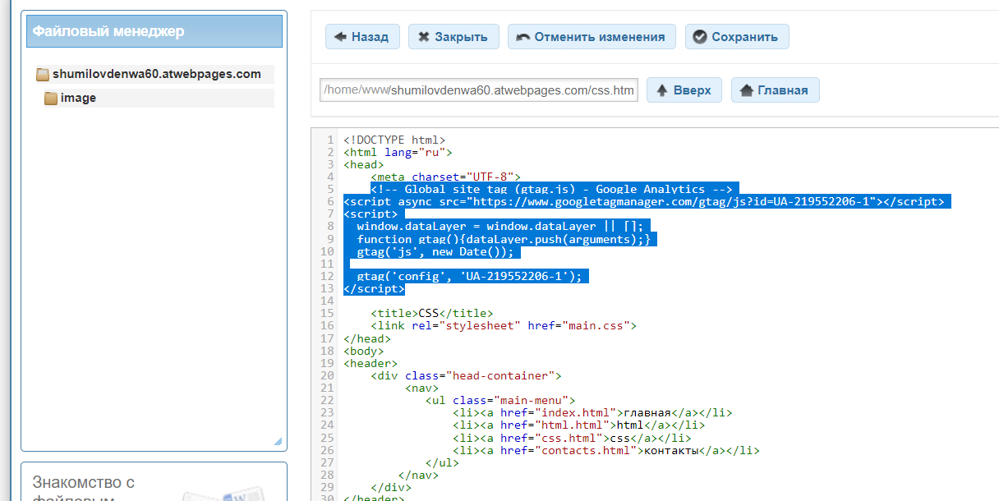 Файловый менеджер
shumilovdenwa60.atwebpages.com
image
Знакомство с
файловым
Назад
Закрыть
Отменить изменения
Сохранить
/home/www/shumilovdenwa60.atwebpages.com/css.htm
Вверх
Главная
1 <!DOCTYPE html>
2 <html lang="ru">
3 <head>
4     <meta charset="UTF-8">
5     <!-- Global site tag (gtag.js) - Google Analytics -->
6 <script async src="https://www.googletagmanager.com/gtag/js?id=UA-219552206-1"></script>
7 <script>
8   window.dataLayer = window.dataLayer || [];
9   function gtag(){dataLayer.push(arguments);}
10   gtag('js', new Date());
11
12   gtag('config', 'UA-219552206-1');
13 </script>
14
15     <title>CSS</title>
16     <link rel="stylesheet" href="main.css">
17 </head>
18 <body>
19 <header>
20     <div class="head-container">
21          <nav>
22             <ul class="main-menu">
23                 <li><a href="index.html">главная</a></li>
24                 <li><a href="html.html">html</a></li>
25                 <li><a href="css.html">css</a></li>
26                 <li><a href="contacts.html">контакты</a></li>
27             </ul>
28         </nav>
29     </div>
30 </header>